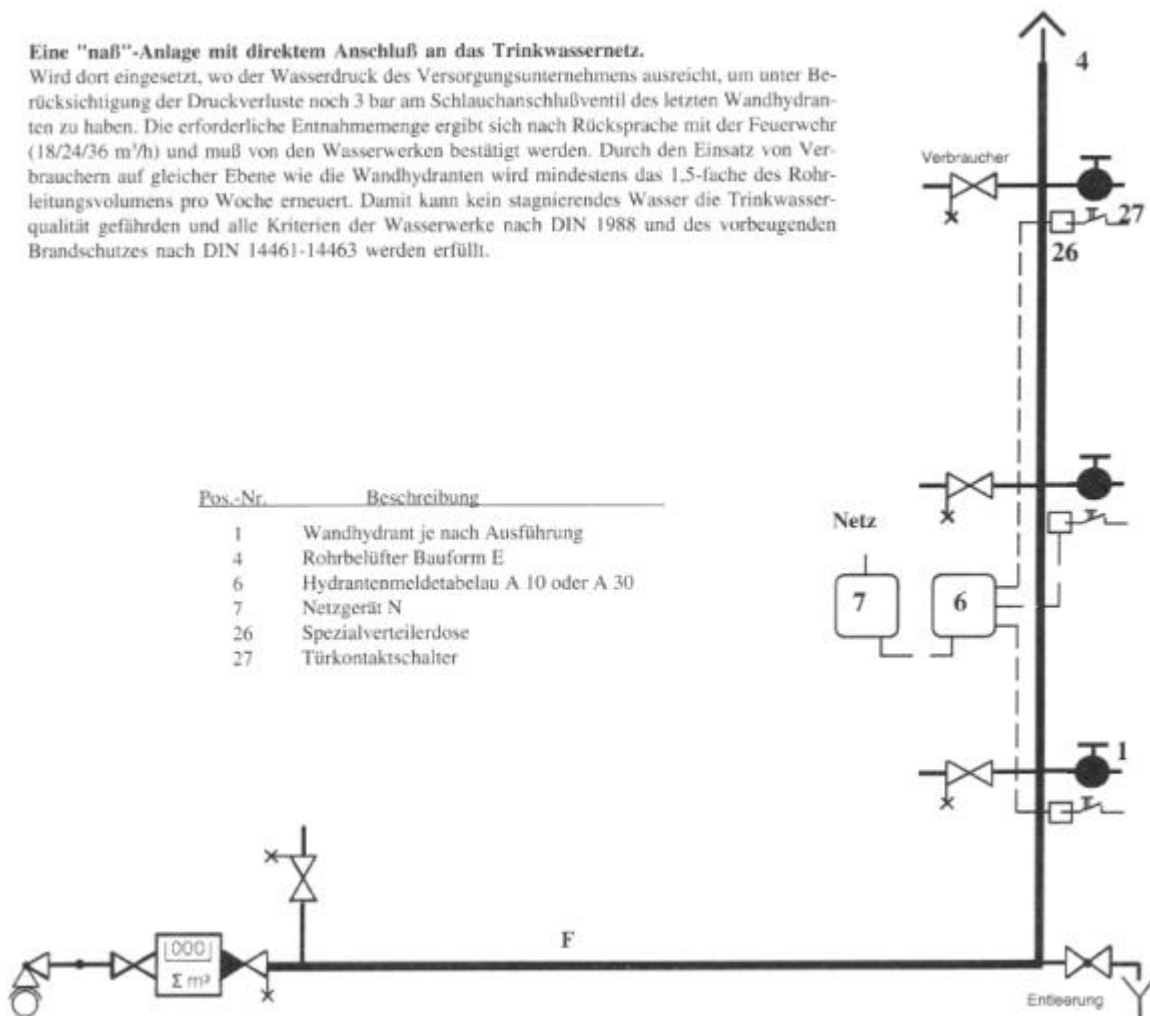 Eine "naß"-Anlage mit direktem Anschluß an das Trinkwassernetz.
Wird dort eingesetzt, wo der Wasserdruck des Versorgungsunternehmens ausreicht, um unter Be-
rücksichtigung der Druckverluste noch 3 bar am Schlauchanschlußventil des letzten Wandhydran-
ten zu haben. Die erforderliche Entnahmemenge ergibt sich nach Rücksprache mit der Feuerwehr
(18/24/36 m³/h) und muß von den Wasserwerken bestätigt werden. Durch den Einsatz von Ver-
brauchern auf gleicher Ebene wie die Wandhydranten wird mindestens das 1,5-fache des Rohr-
leitungsvolumens pro Woche erneuert. Damit kann kein stagnierendes Wasser die Trinkwasser-
qualität gefährden und alle Kriterien der Wasserwerke nach DIN 1988 und des vorbeugenden
Brandschutzes nach DIN 14461-14463 werden erfüllt.
4
Verbraucher
27
26
Pos.-Nr. Beschreibung
1 Wandhydrant je nach Ausführung
4 Rohrbelüfter Bauform E
6 Hydrantenmeldetabelau A 10 oder A 30
7 Netzgerät N
26 Spezialverteilerdose
27 Türkontaktschalter
Netz
7
6
1
F
000
Σ m³
Entleerung